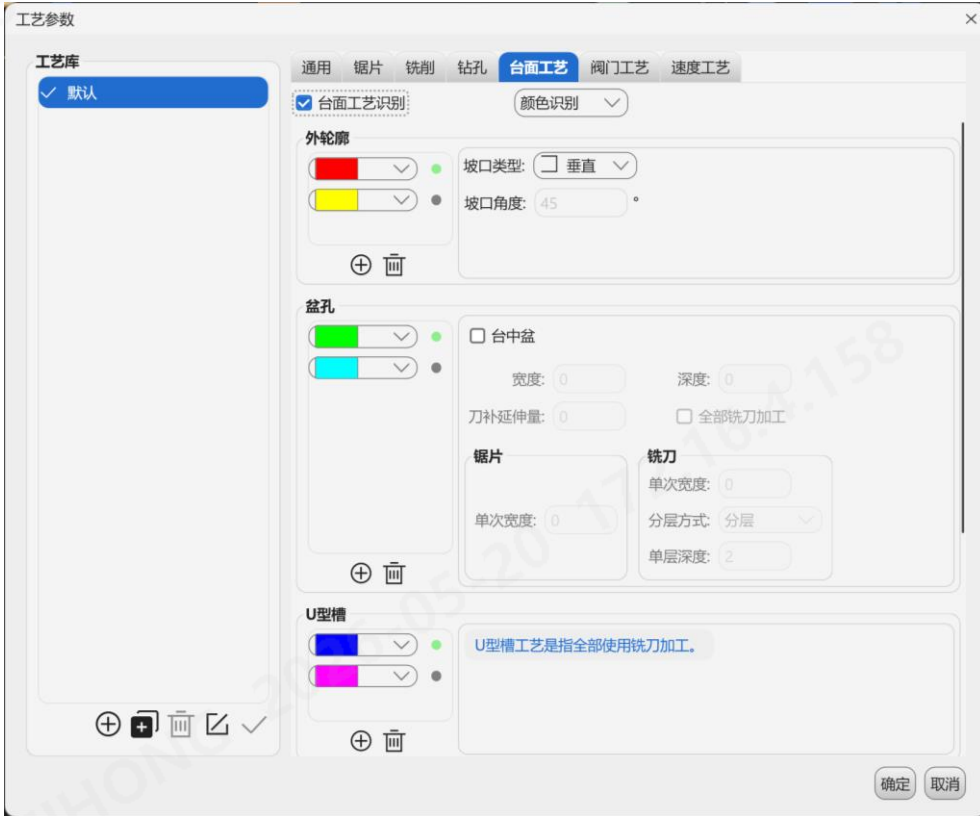 工艺参数
工艺库
默认
通用 锯片 铣削 钻孔 台面工艺 阀门工艺 速度工艺
台面工艺识别 颜色识别
外轮廓
坡口类型: 垂直
坡口角度: 45 °
盆孔
台中盆
宽度: 0 深度: 0
刀补延伸量: 0 全部铣刀加工
锯片 铣刀
单次宽度: 0
单次宽度: 0
分层方式: 分层
单层深度: 2
U型槽
U型槽工艺是指全部使用铣刀加工。
确定 取消